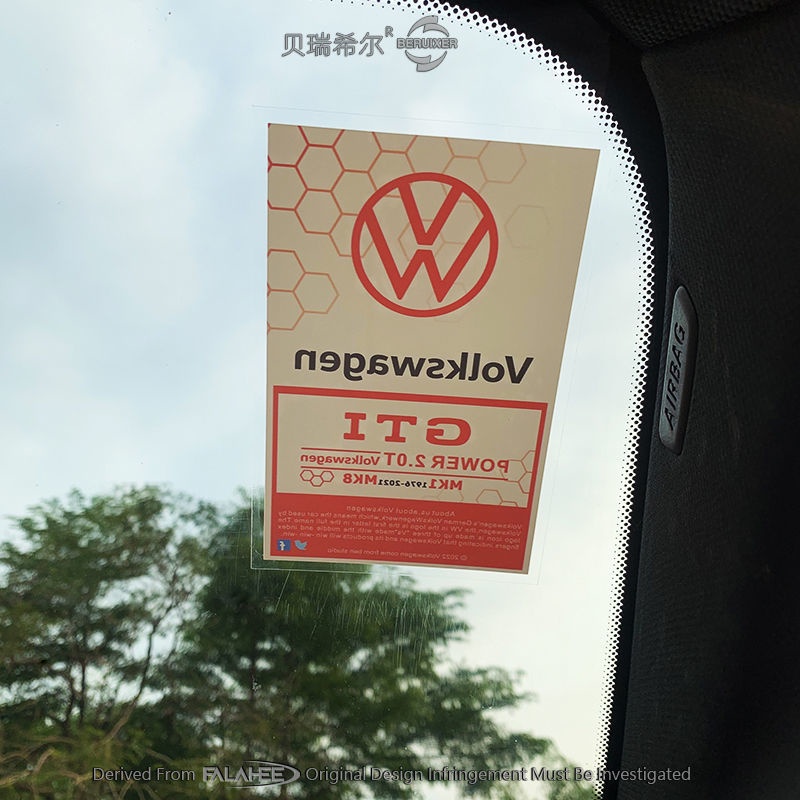 贝瑞希尔® BERUIXER
Volkswagen
GTI
POWER 2.0T Volkswagen
MK1 1976-2021 MK8
About us about Volkswagen
© 2022 Volkswagen come from ban studio
AIRBAG
Derived From FALAHEE Original Design Infringement Must Be Investigated